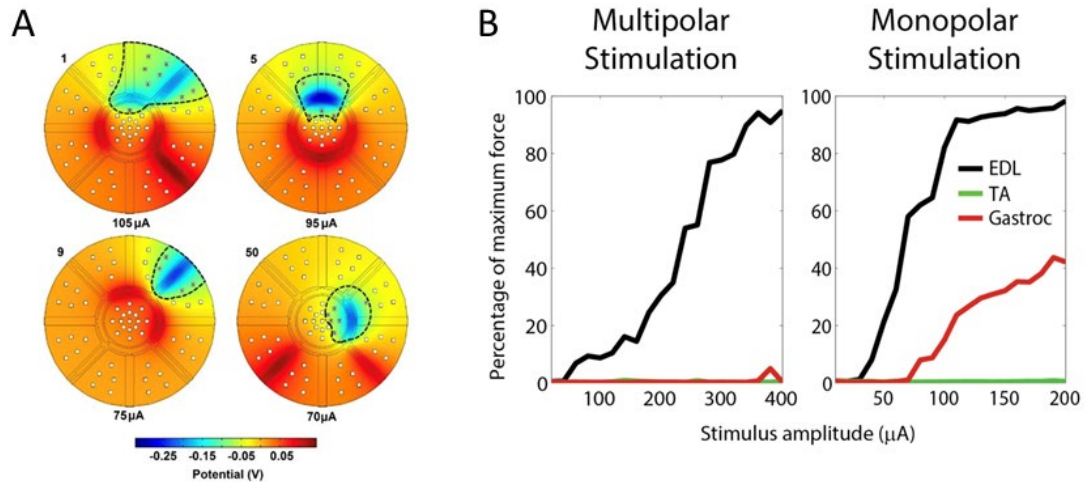 A
1
5
105 µA
95 µA
9
50
75 µA
70 µA
-0.25 -0.15 -0.05 0.05
Potential (V)
B
Multipolar
Stimulation
Monopolar
Stimulation
Percentage of maximum force
100
80
60
40
20
0
100 200 300 400
100
80
60
40
20
0
50 100 150 200
EDL
TA
Gastroc
Stimulus amplitude (µA)